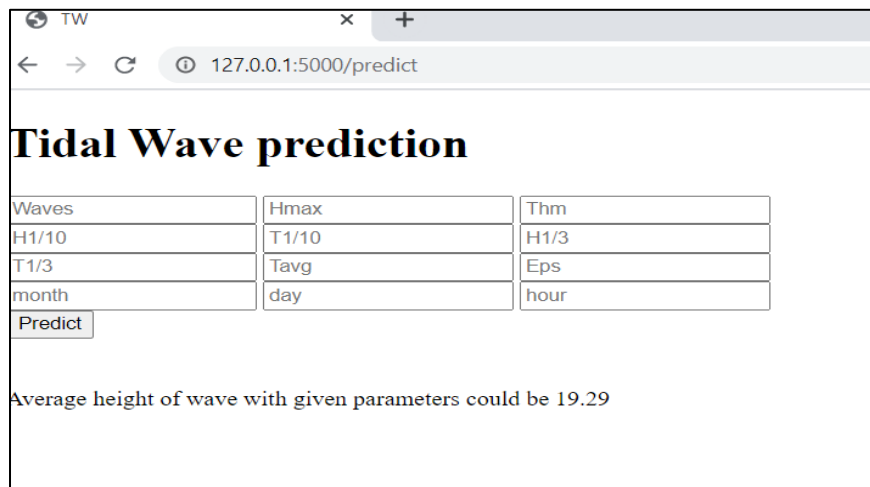 TW × +
127.0.0.1:5000/predict
Tidal Wave prediction
Waves Hmax Thm
H1/10 T1/10 H1/3
T1/3 Tavg Eps
month day hour
Predict
Average height of wave with given parameters could be 19.29